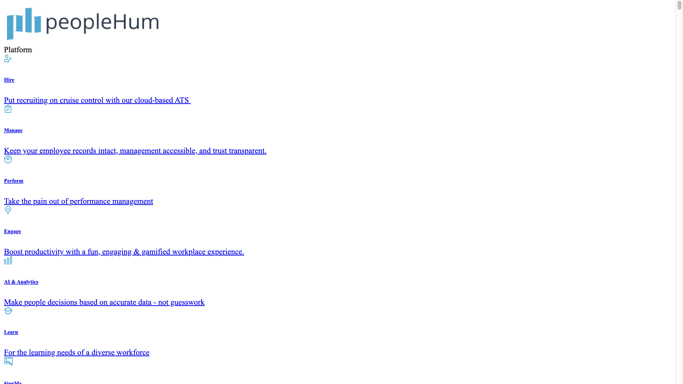 peopleHum
Platform
Hire
Put recruiting on cruise control with our cloud-based ATS
Manage
Keep your employee records intact, management accessible, and trust transparent.
Perform
Take the pain out of performance management
Engage
Boost productivity with a fun, engaging & gamified workplace experience.
AI & Analytics
Make people decisions based on accurate data - not guesswork
Learn
For the learning needs of a diverse workforce